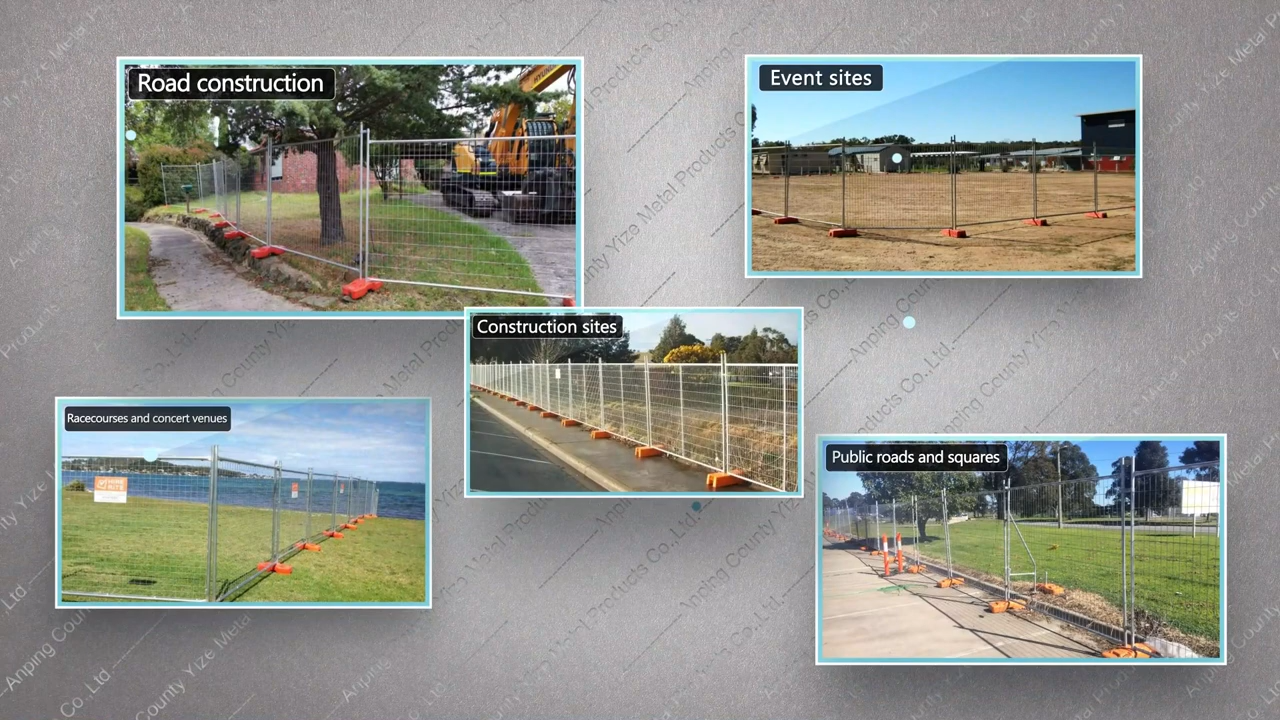 Road construction
Event sites
HYUNDAI
Construction sites
Racecourses and concert venues
Public roads and squares
Anping County Yize Metal Products Co.,Ltd.